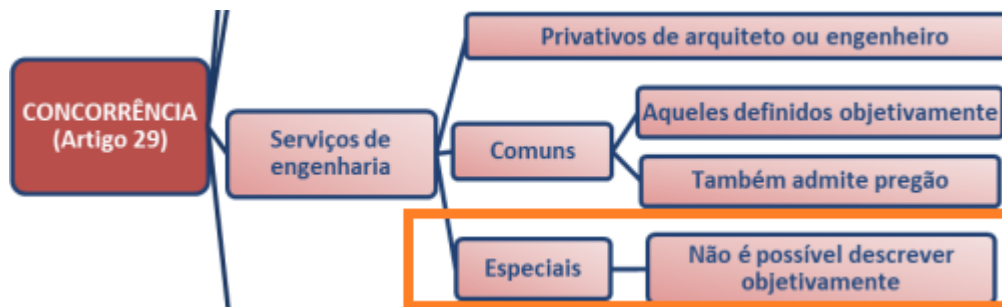 CONCORRÊNCIA
(Artigo 29)
Serviços de
engenharia
Privativos de arquiteto ou engenheiro
Comuns
Aqueles definidos objetivamente
Também admite pregão
Especiais
Não é possível descrever
objetivamente